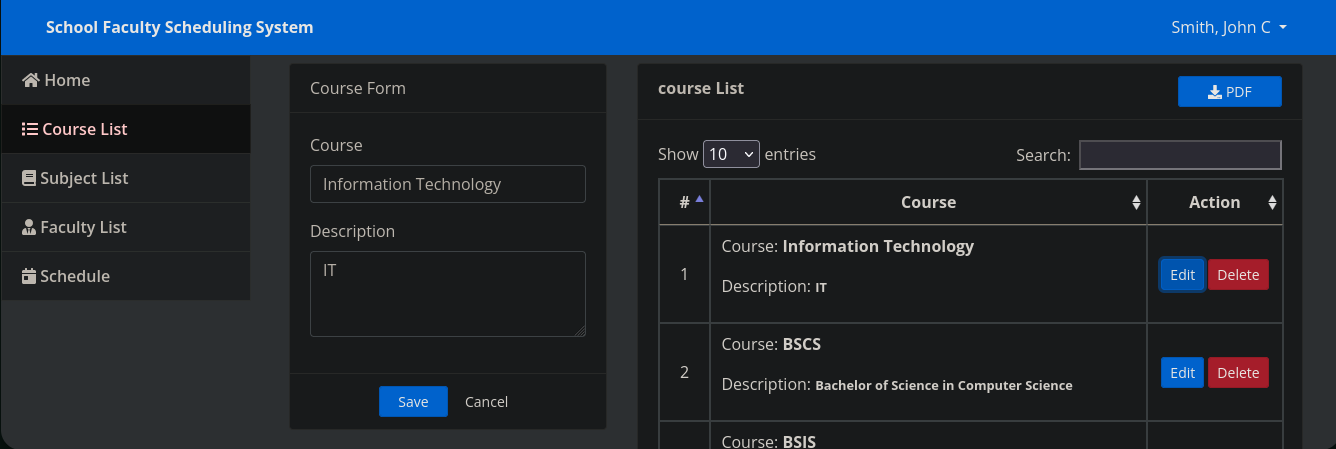 School Faculty Scheduling System
Smith, John C
Home
Course List
Subject List
Faculty List
Schedule
Course Form
Course
Information Technology
Description
IT
Save Cancel
course List
PDF
Show 10 entries
Search:
# Course Action
1
Course: Information Technology
Description: IT
Edit Delete
2
Course: BSCS
Description: Bachelor of Science in Computer Science
Edit Delete
Course: BSIS